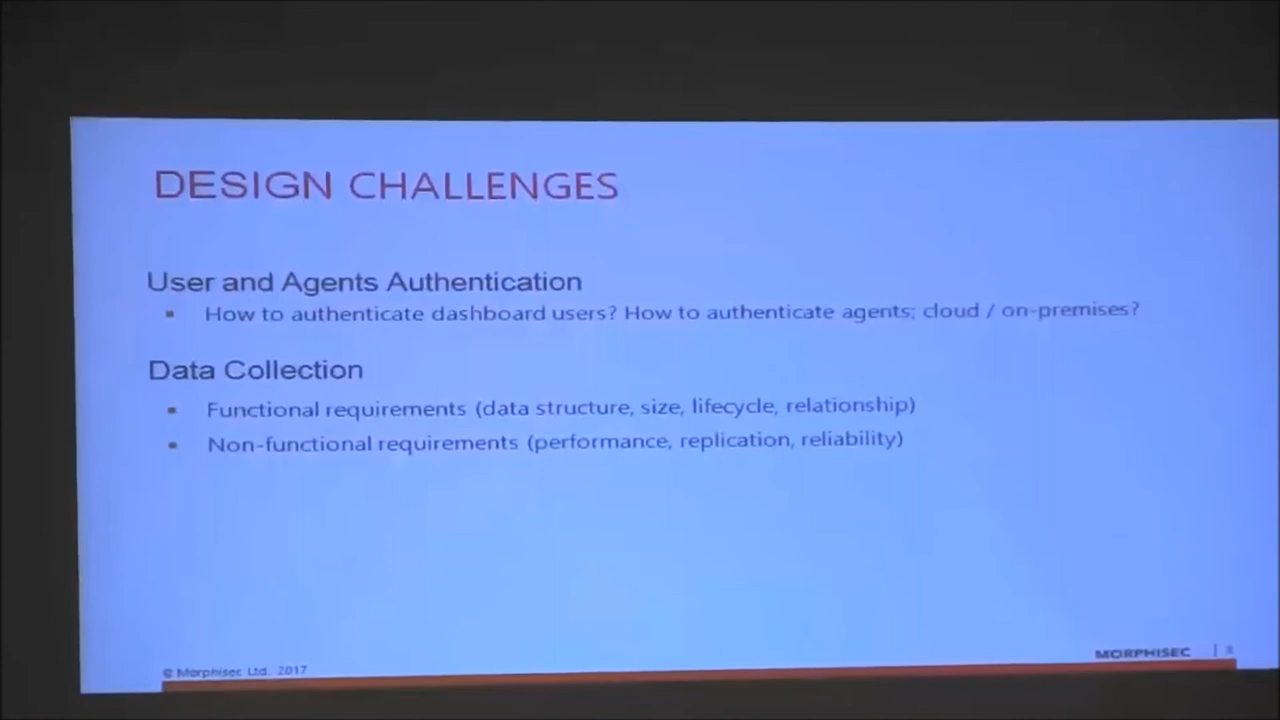 DESIGN CHALLENGES
User and Agents Authentication
▪ How to authenticate dashboard users? How to authenticate agents; cloud / on-premises?
Data Collection
▪ Functional requirements (data structure, size, lifecycle, relationship)
▪ Non-functional requirements (performance, replication, reliability)
© Morphisec Ltd., 2017
MORPHISEC |